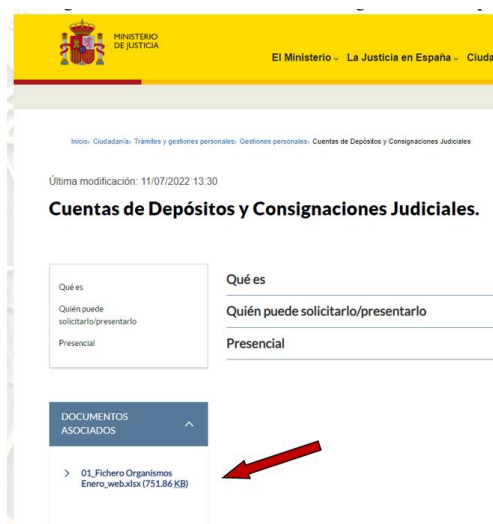 MINISTERIO
DE JUSTICIA
El Ministerio La Justicia en España Ciuda
Inicio› Ciudadanía› Trámites y gestiones personales› Gestiones personales› Cuentas de Depósitos y Consignaciones Judiciales
Última modificación: 11/07/2022 13:30
Cuentas de Depósitos y Consignaciones Judiciales.
Qué es
Quién puede
solicitarlo/presentarlo
Presencial
Qué es
Quién puede solicitarlo/presentarlo
Presencial
DOCUMENTOS
ASOCIADOS
01_Fichero Organismos
Enero_web.xlsx (751.86 KB)